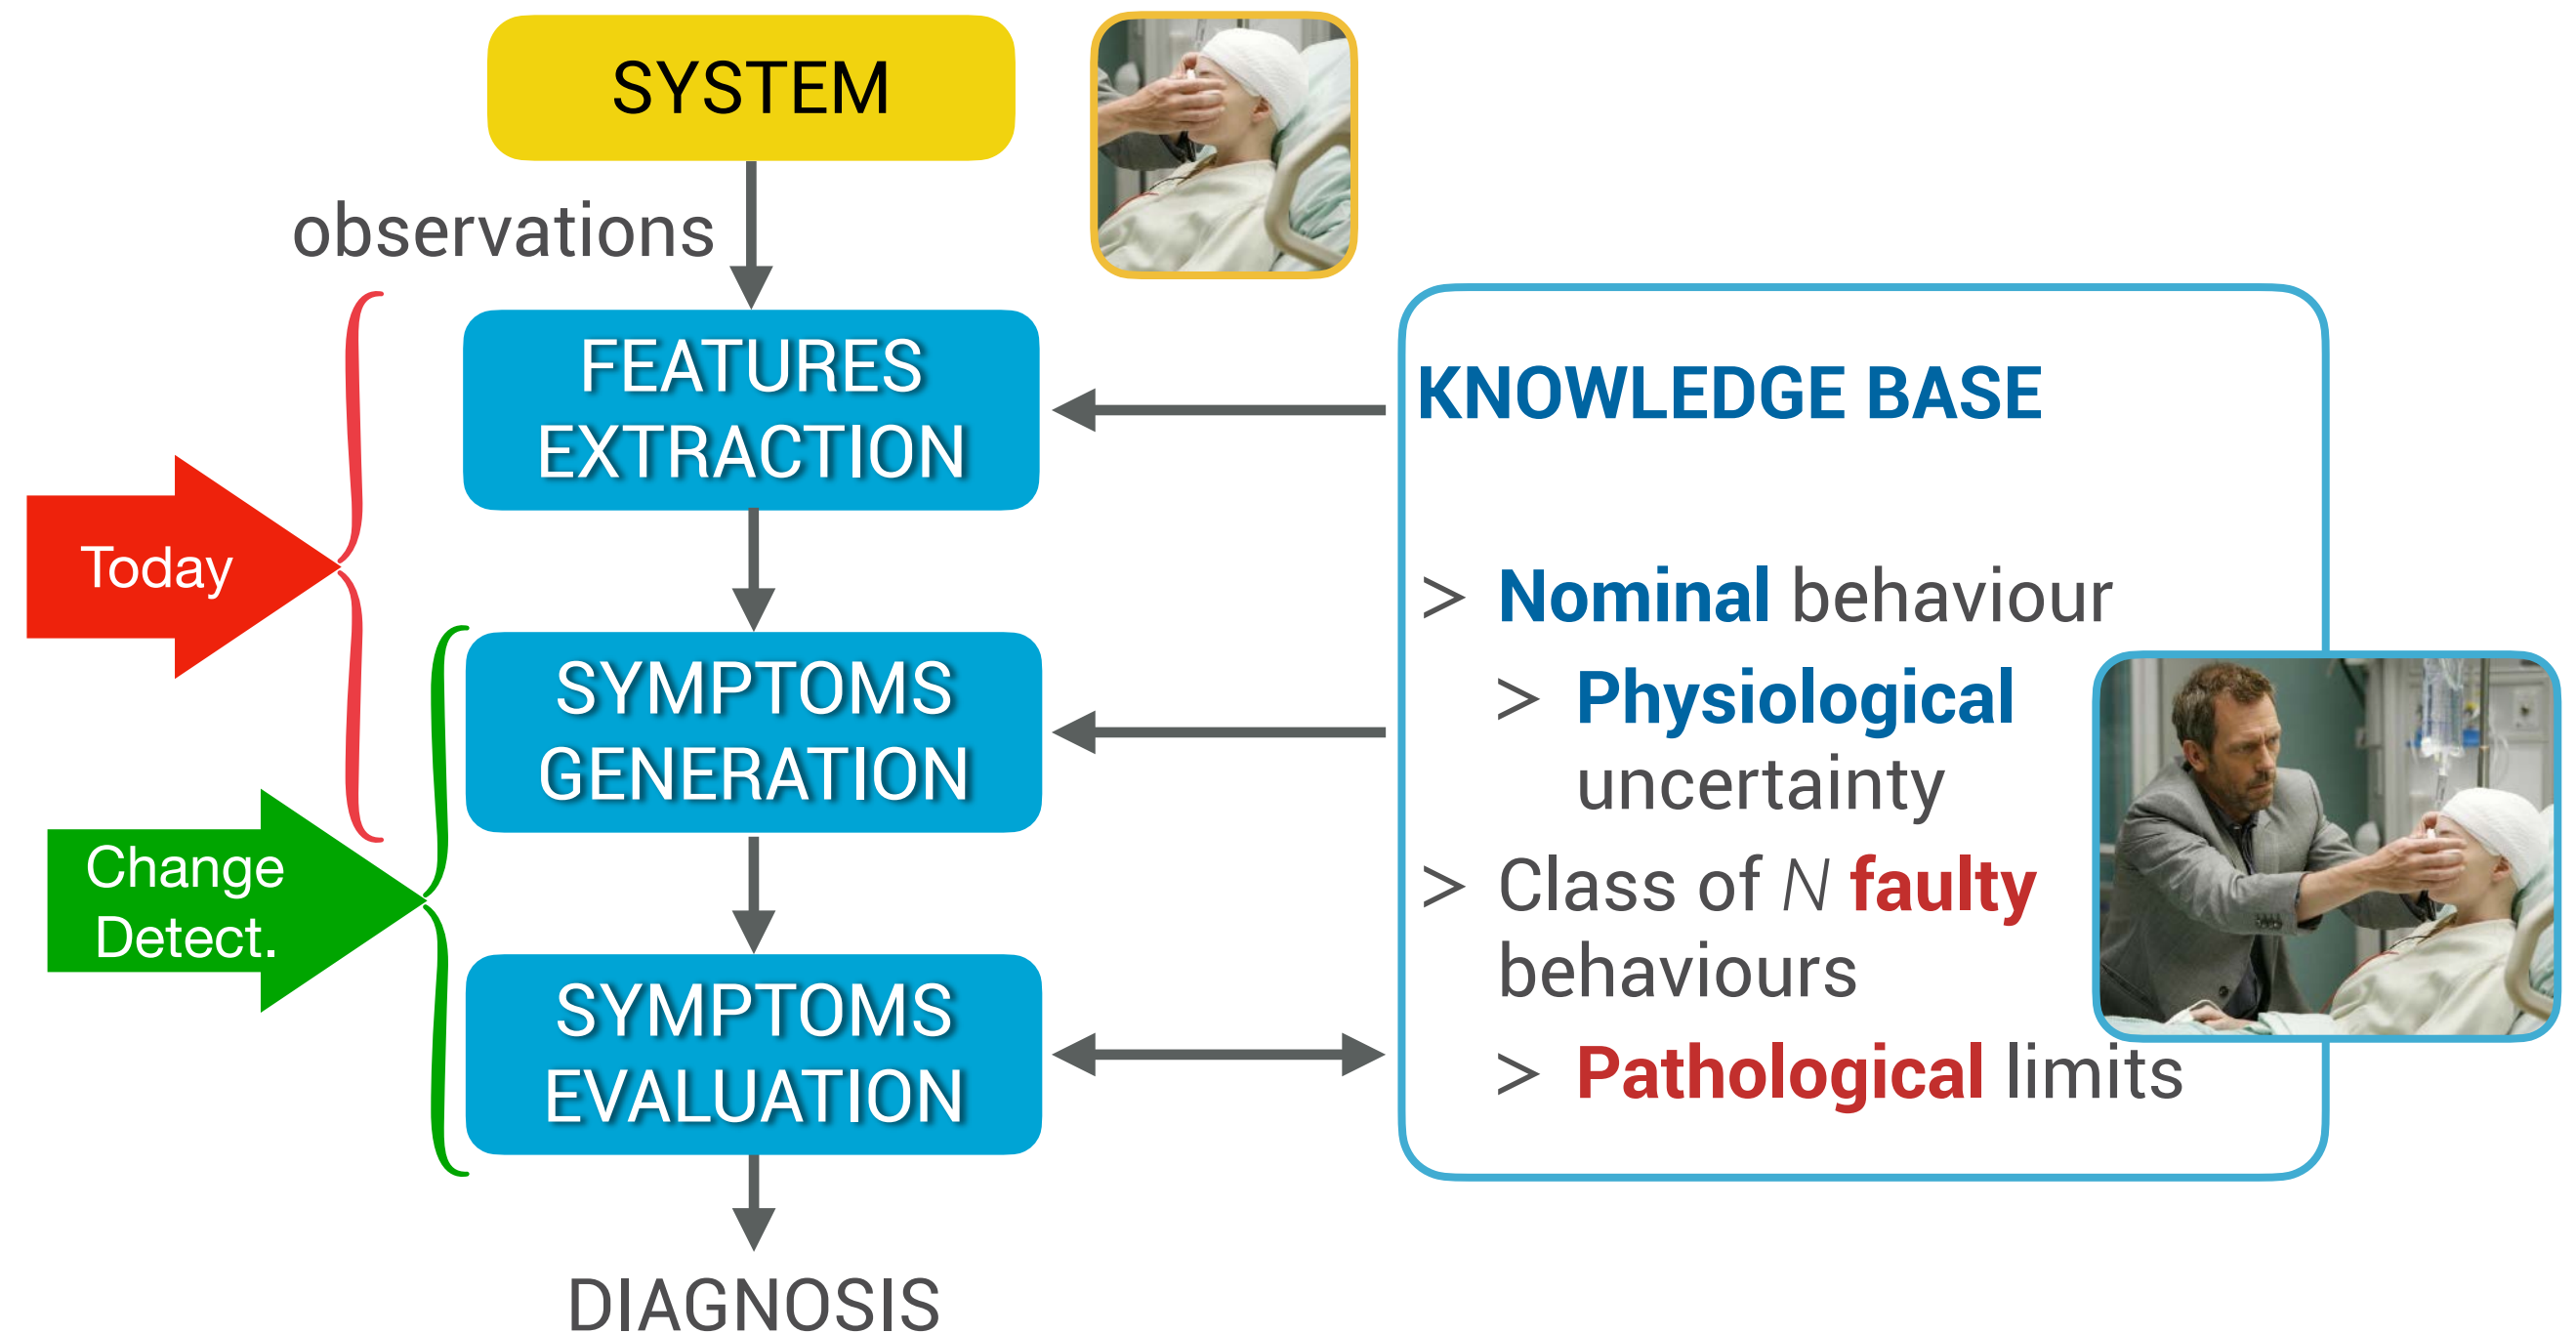 SYSTEM
observations
FEATURES
EXTRACTION
Today
SYMPTOMS
GENERATION
Change
Detect.
SYMPTOMS
EVALUATION
DIAGNOSIS
KNOWLEDGE BASE
> Nominal behaviour
> Physiological
uncertainty
> Class of N faulty
behaviours
> Pathological limits